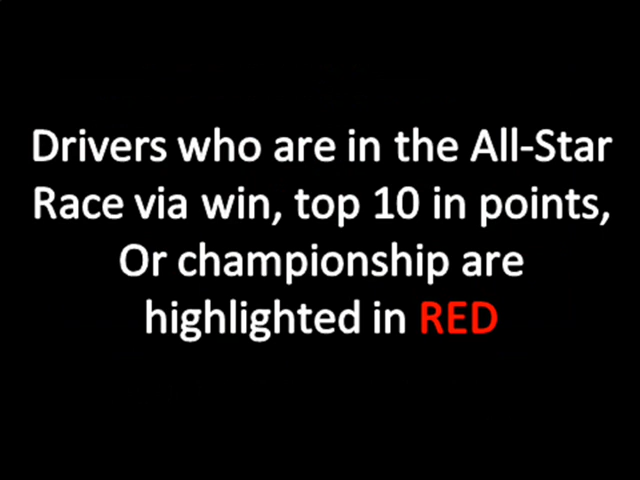 Drivers who are in the All-Star
Race via win, top 10 in points,
Or championship are
highlighted in RED